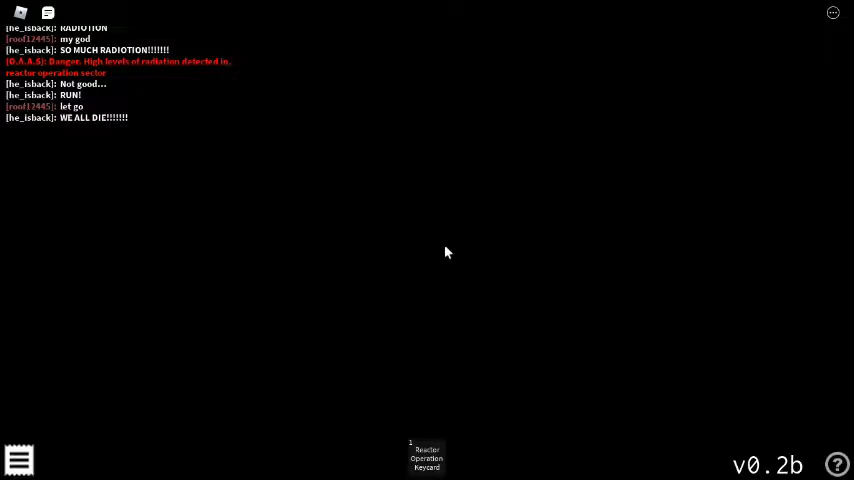 [he_isback]: RADIOTION
[roof12445]: my god
[he_isback]: SO MUCH RADIOTION!!!!!!!
[D.A.A.S]: Danger. High levels of radiation detected in,
reactor operation sector
[he_isback]: Not good...
[he_isback]: RUN!
[roof12445]: let go
[he_isback]: WE ALL DIE!!!!!!!
1
Reactor
Operation
Keycard
v0.2b
?